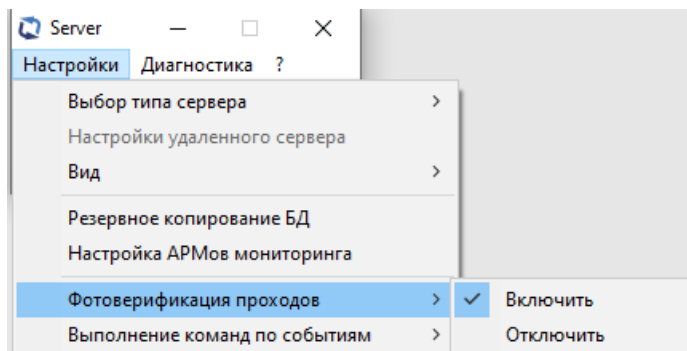 Server
Настройки Диагностика ?
Выбор типа сервера
Настройки удаленного сервера
Вид
Резервное копирование БД
Настройка АРМов мониторинга
Фотоверификация проходов
Включить
Выполнение команд по событиям
Отключить